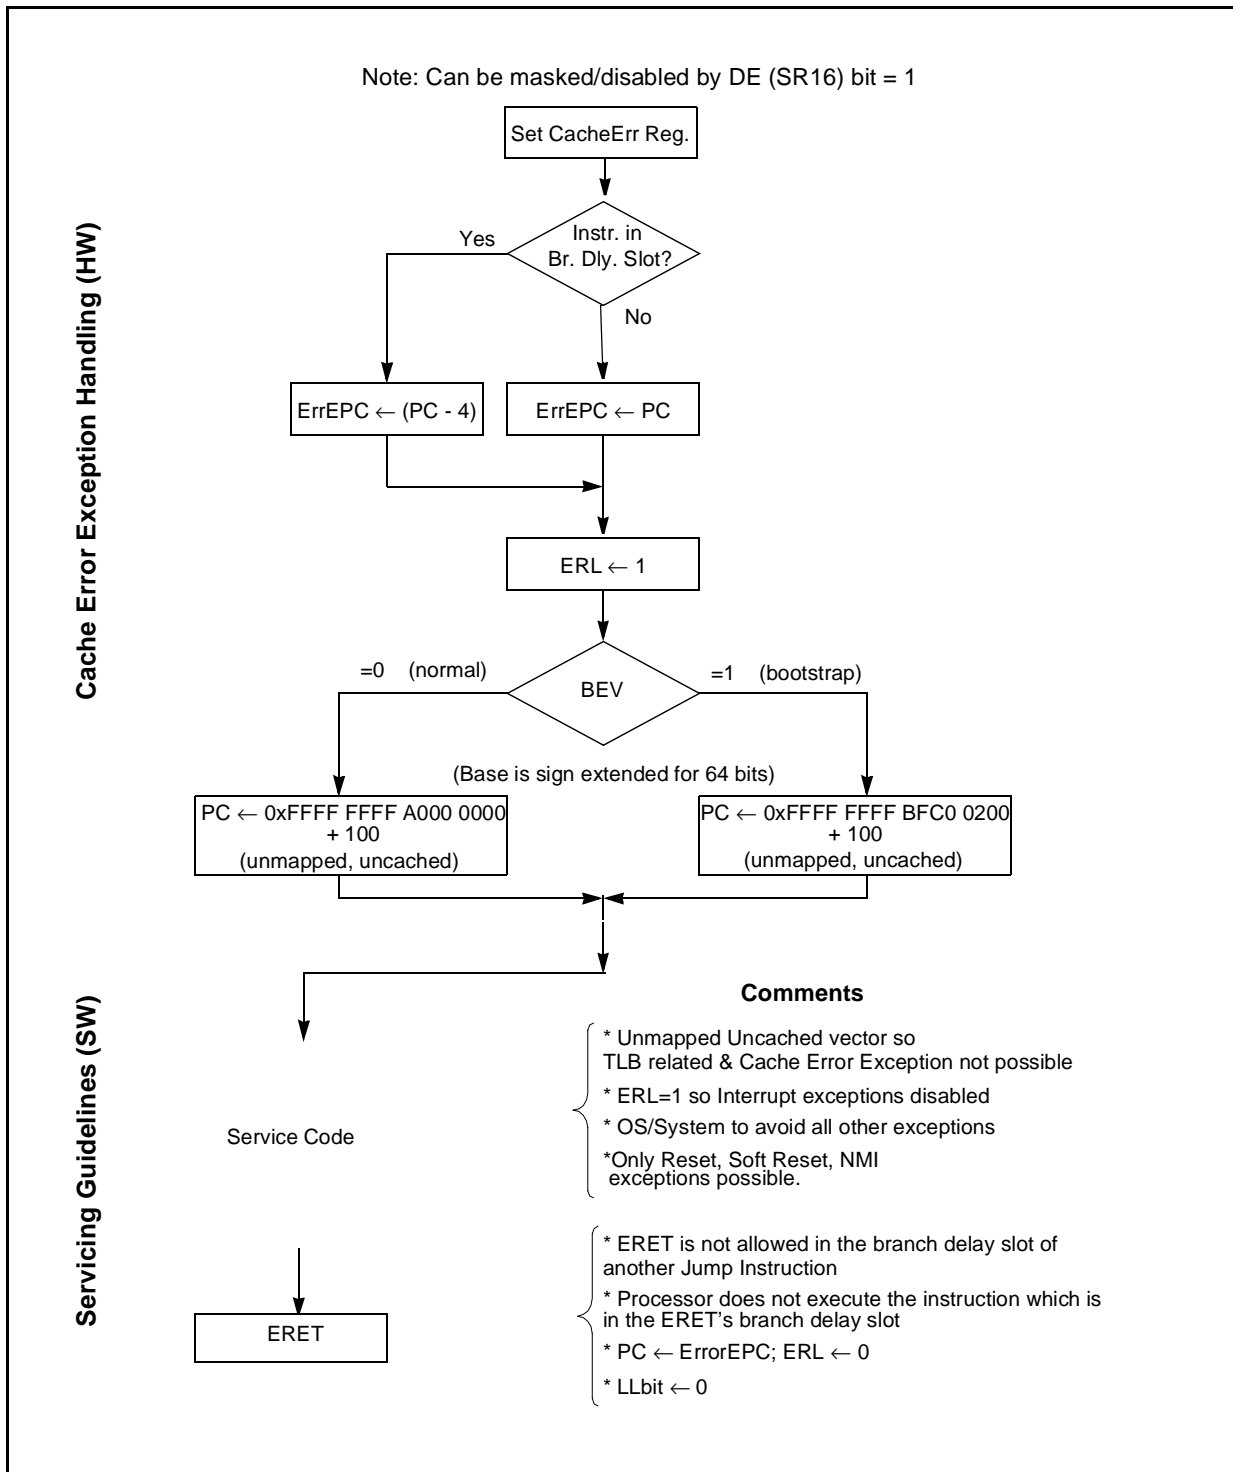 Note: Can be masked/disabled by DE (SR16) bit = 1
Cache Error Exception Handling (HW)
Set CacheErr Reg.
Instr. in
Br. Dly. Slot?
Yes
No
ErrEPC ← (PC - 4)
ErrEPC ← PC
ERL ← 1
BEV
=0 (normal)
=1 (bootstrap)
(Base is sign extended for 64 bits)
PC ← 0xFFFF FFFF A000 0000
+ 100
(unmapped, uncached)
PC ← 0xFFFF FFFF BFC0 0200
+ 100
(unmapped, uncached)
Servicing Guidelines (SW)
Service Code
Comments
* Unmapped Uncached vector so
TLB related & Cache Error Exception not possible
* ERL=1 so Interrupt exceptions disabled
* OS/System to avoid all other exceptions
*Only Reset, Soft Reset, NMI
exceptions possible.
ERET
* ERET is not allowed in the branch delay slot of
another Jump Instruction
* Processor does not execute the instruction which is
in the ERET's branch delay slot
* PC ← ErrorEPC; ERL ← 0
* LLbit ← 0